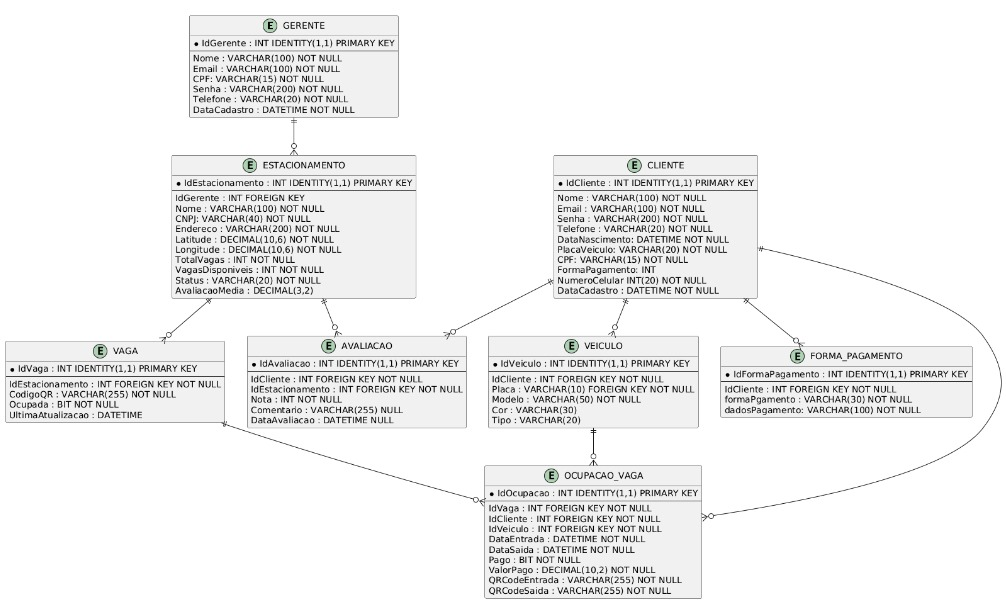 E GERENTE
* IdGerente : INT IDENTITY(1,1) PRIMARY KEY
Nome : VARCHAR(100) NOT NULL
Email : VARCHAR(100) NOT NULL
CPF: VARCHAR(15) NOT NULL
Senha : VARCHAR(200) NOT NULL
Telefone : VARCHAR(20) NOT NULL
DataCadastro : DATETIME NOT NULL
E ESTACIONAMENTO
* IdEstacionamento : INT IDENTITY(1,1) PRIMARY KEY
IdGerente : INT FOREIGN KEY
Nome : VARCHAR(100) NOT NULL
CNPJ: VARCHAR(40) NOT NULL
Endereco : VARCHAR(200) NOT NULL
Latitude : DECIMAL(10,6) NOT NULL
Longitude : DECIMAL(10,6) NOT NULL
TotalVagas : INT NOT NULL
VagasDisponiveis : INT NOT NULL
Status : VARCHAR(20) NOT NULL
AvaliacaoMedia : DECIMAL(3,2)
E CLIENTE
* IdCliente : INT IDENTITY(1,1) PRIMARY KEY
Nome : VARCHAR(100) NOT NULL
Email : VARCHAR(100) NOT NULL
Senha : VARCHAR(200) NOT NULL
Telefone : VARCHAR(20) NOT NULL
DataNascimento: DATETIME NOT NULL
PlacaVeiculo: VARCHAR(20) NOT NULL
CPF: VARCHAR(15) NOT NULL
FormaPagamento: INT
NumeroCelular INT(20) NOT NULL
DataCadastro : DATETIME NOT NULL
E VAGA
* IdVaga : INT IDENTITY(1,1) PRIMARY KEY
IdEstacionamento : INT FOREIGN KEY NOT NULL
CodigoQR : VARCHAR(255) NOT NULL
Ocupada : BIT NOT NULL
UltimaAtualizacao : DATETIME
E AVALIACAO
* IdAvaliacao : INT IDENTITY(1,1) PRIMARY KEY
IdCliente : INT FOREIGN KEY NOT NULL
IdEstacionamento : INT FOREIGN KEY NOT NULL
Nota : INT NOT NULL
Comentario : VARCHAR(255) NULL
DataAvaliacao : DATETIME NULL
E VEICULO
* IdVeiculo : INT IDENTITY(1,1) PRIMARY KEY
IdCliente : INT FOREIGN KEY NOT NULL
Placa : VARCHAR(10) FOREIGN KEY NOT NULL
Modelo : VARCHAR(50) NOT NULL
Cor : VARCHAR(30)
Tipo : VARCHAR(20)
E FORMA_PAGAMENTO
* IdFormaPagamento : INT IDENTITY(1,1) PRIMARY KEY
IdCliente : INT FOREIGN KEY NOT NULL
formaPgamento : VARCHAR(30) NOT NULL
dadosPagamento: VARCHAR(100) NOT NULL
E OCUPACAO_VAGA
* IdOcupacao : INT IDENTITY(1,1) PRIMARY KEY
IdVaga : INT FOREIGN KEY NOT NULL
IdCliente : INT FOREIGN KEY NOT NULL
IdVeiculo : INT FOREIGN KEY NOT NULL
DataEntrada : DATETIME NOT NULL
DataSaida : DATETIME NOT NULL
Pago : BIT NOT NULL
ValorPago : DECIMAL(10,2) NOT NULL
QRCodeEntrada : VARCHAR(255) NOT NULL
QRCodeSaida : VARCHAR(255) NOT NULL